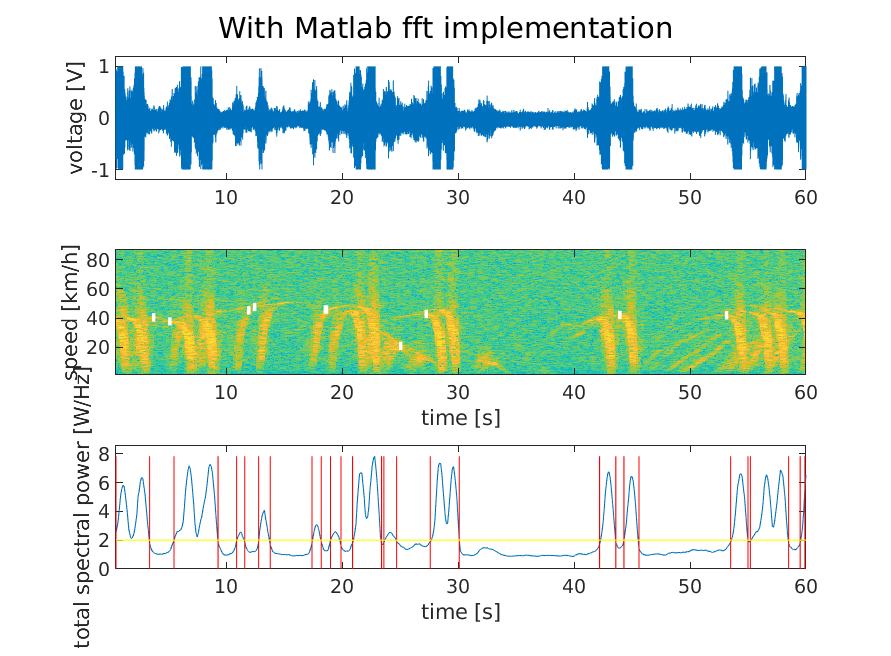 With Matlab fft implementation
voltage [V]
1
0
-1
10 20 30 40 50 60
speed [km/h]
80
60
40
20
10 20 30 40 50 60
time [s]
total spectral power [W/Hz]
8
6
4
2
0
10 20 30 40 50 60
time [s]